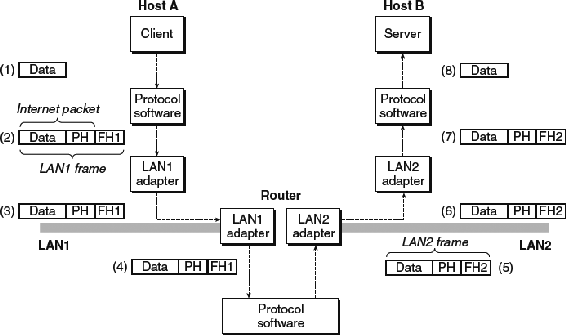 Host A
Host B
Client
Server
(1) Data
(8) Data
Internet packet
Protocol
software
Protocol
software
(2) Data PH FH1
(7) Data PH FH2
LAN1 frame
LAN1
adapter
LAN2
adapter
Router
(3) Data PH FH1
(6) Data PH FH2
LAN1
adapter
LAN2
adapter
LAN1
LAN2 frame
LAN2
(4) Data PH FH1
Data PH FH2 (5)
Protocol
software